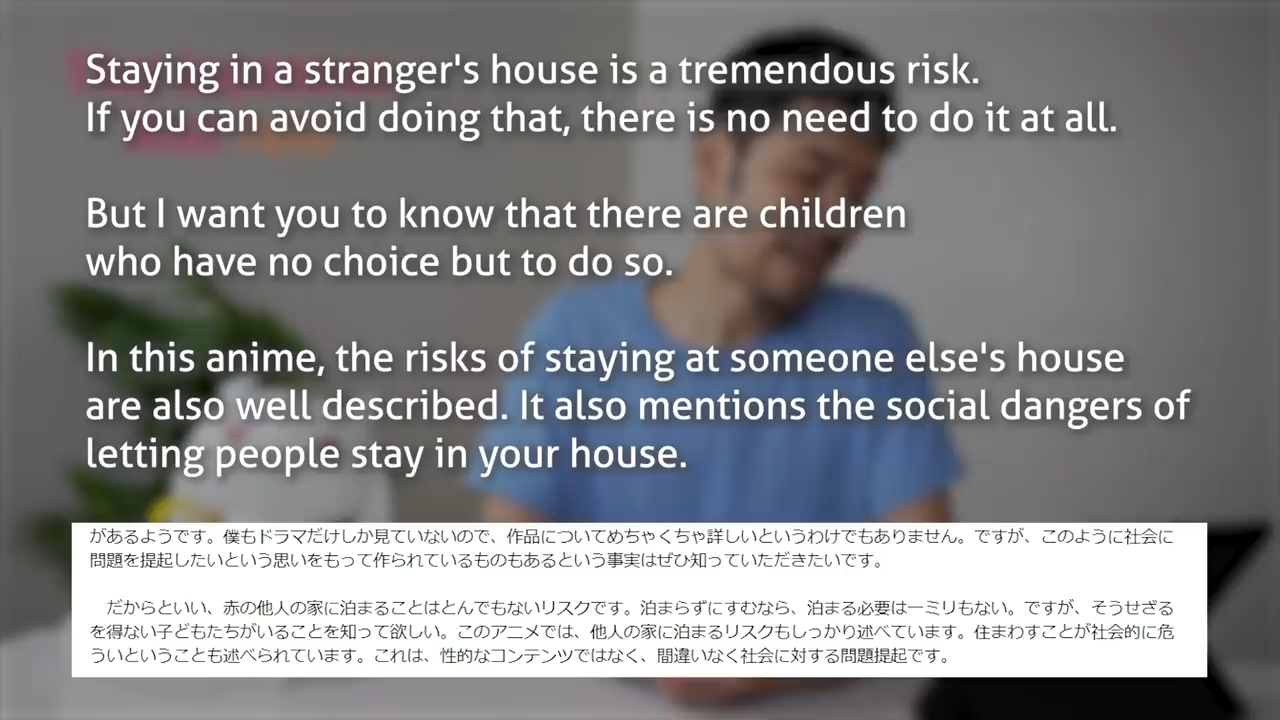 Staying in a stranger's house is a tremendous risk.
If you can avoid doing that, there is no need to do it at all.
But I want you to know that there are children
who have no choice but to do so.
In this anime, the risks of staying at someone else's house
are also well described. It also mentions the social dangers of
letting people stay in your house.
があるようです。僕もドラマだけしか見ていないので、作品についてめちゃくちゃ詳しいというわけでもありません。ですが、このように社会に
問題を提起したいという思いをもって作られているものもあるという事実はぜひ知っていただきたいです。
だからといい、赤の他人の家に泊まることはとんでもないリスクです。泊まらずにすむなら、泊まる必要は一ミリもない。ですが、そうせざる
を得ない子どもたちがいることを知って欲しい。このアニメでは、他人の家に泊まるリスクもしっかり述べています。住まわすことが社会的に危
ういということも述べられています。これは、性的なコンテンツではなく、間違いなく社会に対する問題提起です。